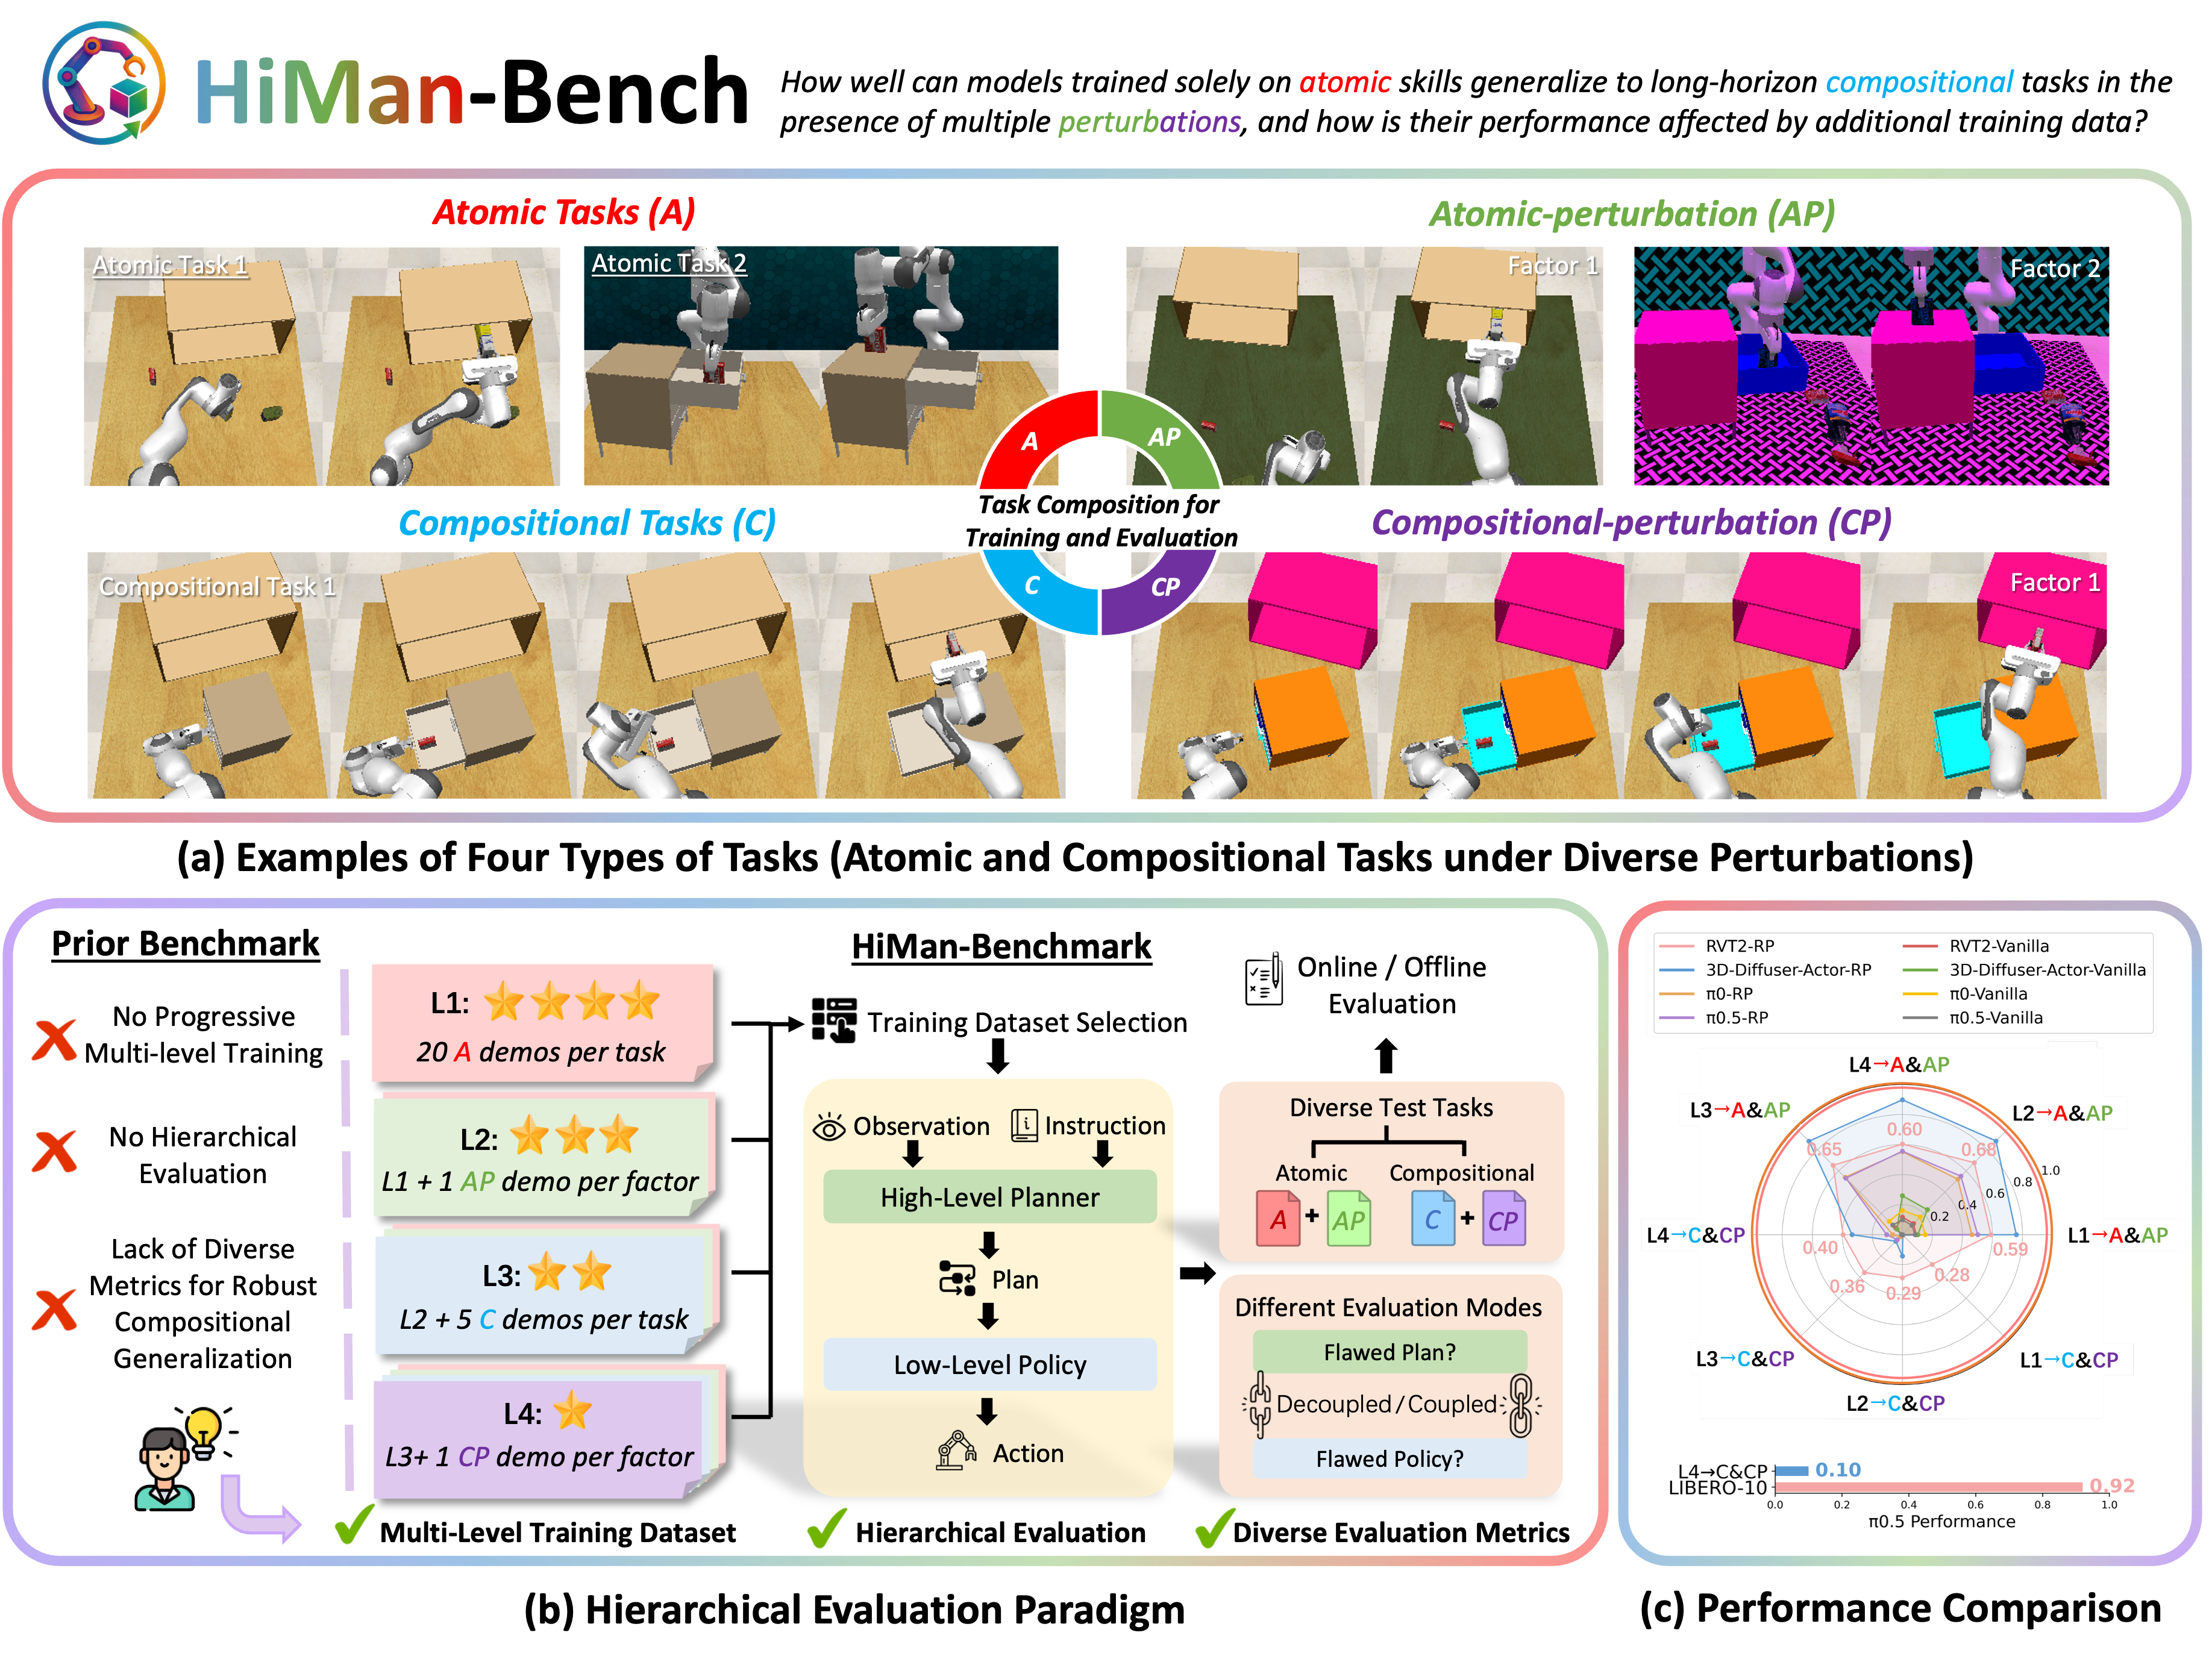 HiMan-Bench
How well can models trained solely on atomic skills generalize to long-horizon compositional tasks in the
presence of multiple perturbations, and how is their performance affected by additional training data?
Atomic Tasks (A)
Atomic-perturbation (AP)
Atomic Task 1
Atomic Task 2
Factor 1
Factor 2
A
AP
Task Composition for
Training and Evaluation
C
CP
Compositional Tasks (C)
Compositional-perturbation (CP)
Compositional Task 1
Factor 1
(a) Examples of Four Types of Tasks (Atomic and Compositional Tasks under Diverse Perturbations)
Prior Benchmark
No Progressive
Multi-level Training
No Hierarchical
Evaluation
Lack of Diverse
Metrics for Robust
Compositional
Generalization
L1:
20 A demos per task
L2:
L1 + 1 AP demo per factor
L3:
L2 + 5 C demos per task
L4:
L3+ 1 CP demo per factor
Multi-Level Training Dataset
HiMan-Benchmark
Training Dataset Selection
Observation
Instruction
High-Level Planner
Plan
Low-Level Policy
Action
Hierarchical Evaluation
Online / Offline
Evaluation
Diverse Test Tasks
Atomic
Compositional
A + AP
C + CP
Different Evaluation Modes
Flawed Plan?
Decoupled / Coupled
Flawed Policy?
Diverse Evaluation Metrics
(b) Hierarchical Evaluation Paradigm
RVT2-RP
3D-Diffuser-Actor-RP
π0-RP
π0.5-RP
RVT2-Vanilla
3D-Diffuser-Actor-Vanilla
π0-Vanilla
π0.5-Vanilla
L4→A&AP
L3→A&AP
L2→A&AP
0.60
0.65
0.68
1.0
0.8
0.6
0.4
0.2
L4→C&CP
L1→A&AP
0.40
0.59
0.36
0.29
0.28
L3→C&CP
L1→C&CP
L2→C&CP
L4→C&CP
0.10
LIBERO-10
0.92
0.0 0.2 0.4 0.6 0.8 1.0
π0.5 Performance
(c) Performance Comparison